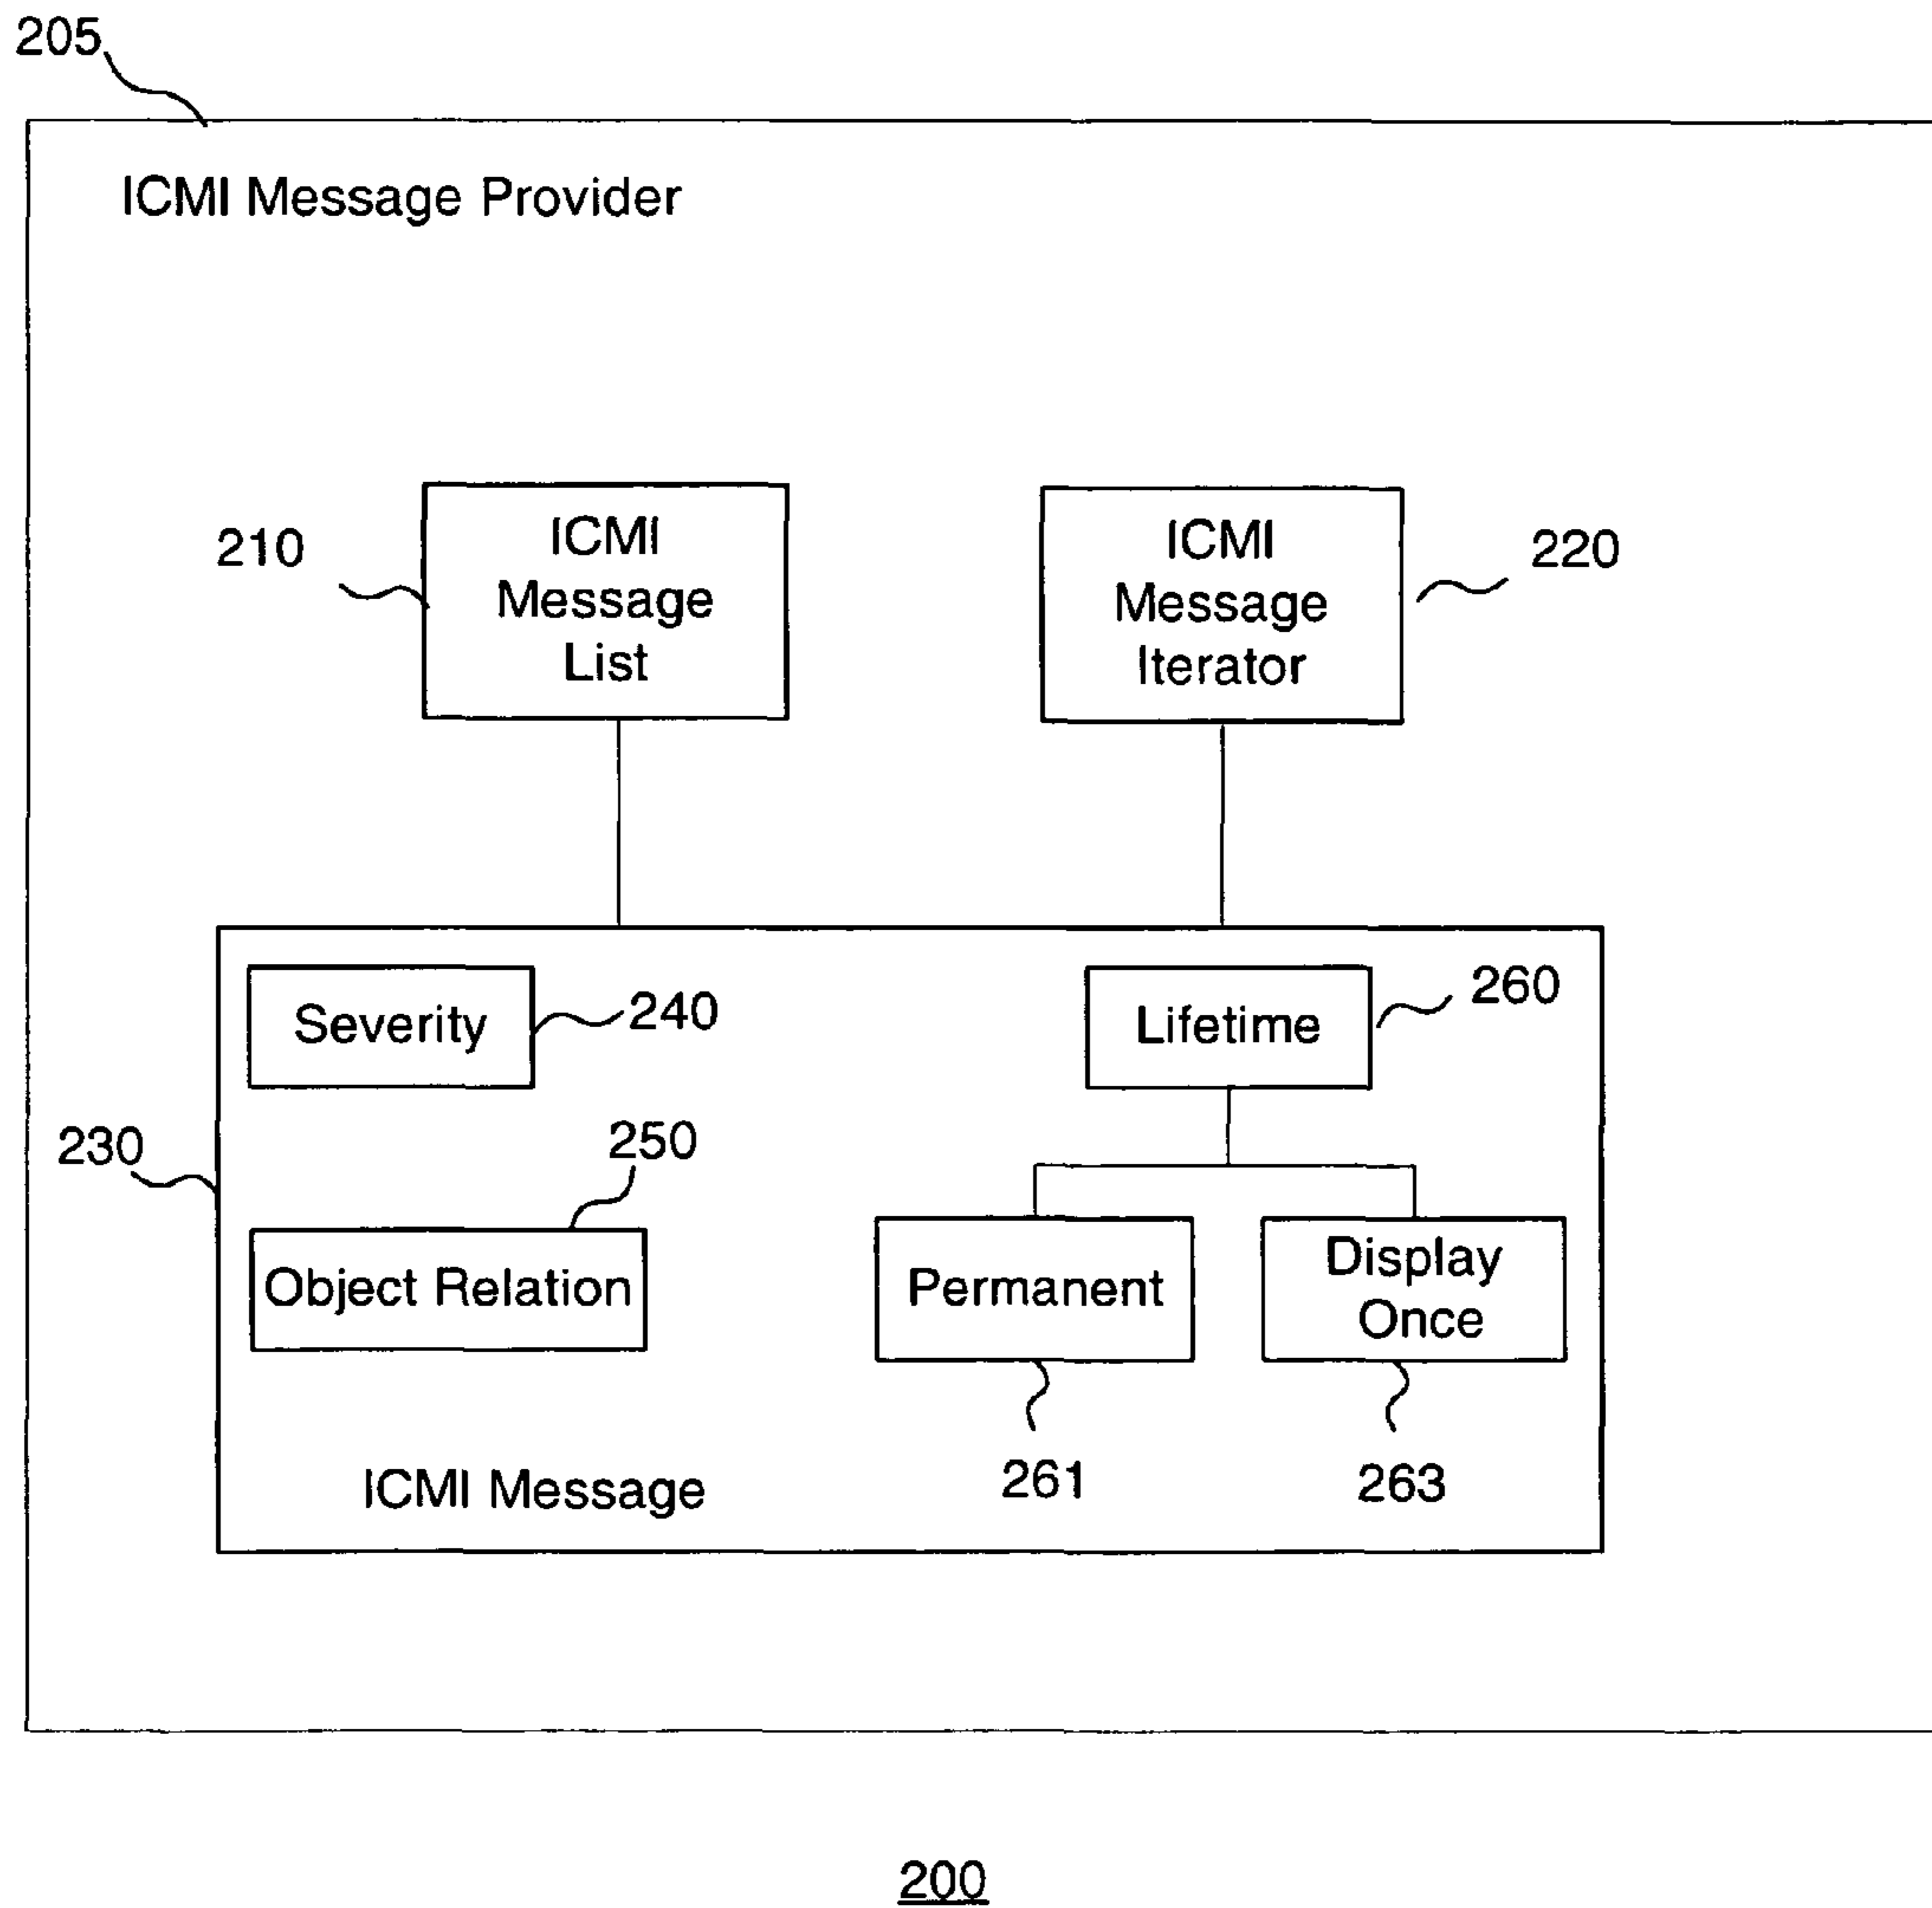 205
ICMI Message Provider
210
ICMI
Message
List
ICMI
Message
Iterator
220
Severity
240
Lifetime
260
230
250
Object Relation
Permanent
Display
Once
261
263
ICMI Message
200